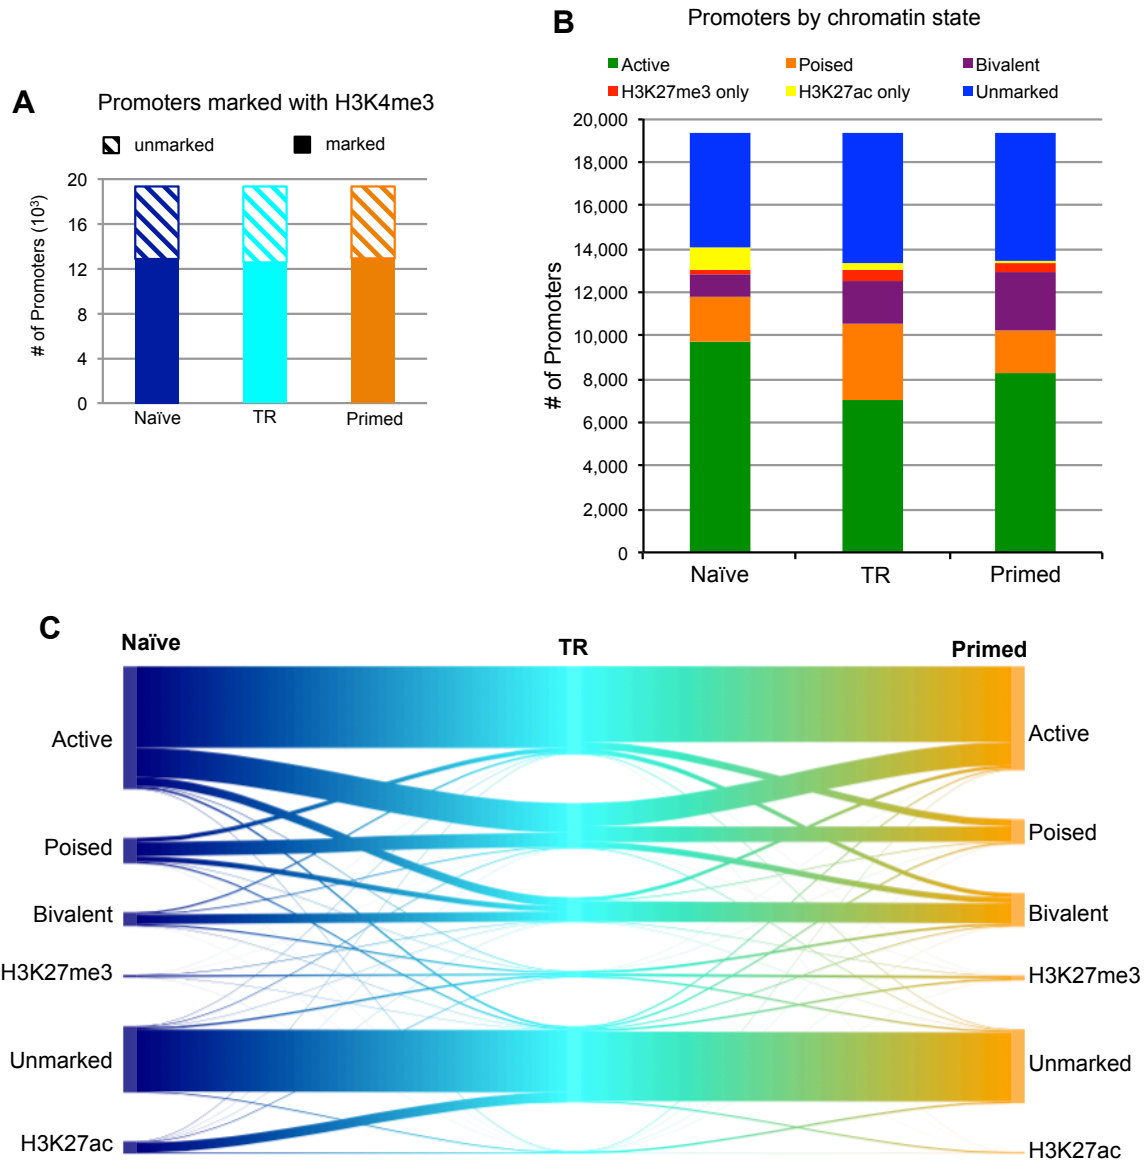 A
Promoters marked with H3K4me3
unmarked
marked
# of Promoters (10³)
20
16
12
8
4
0
Naïve
TR
Primed
B
Promoters by chromatin state
Active
Poised
Bivalent
H3K27me3 only
H3K27ac only
Unmarked
# of Promoters
20,000
18,000
16,000
14,000
12,000
10,000
8,000
6,000
4,000
2,000
0
Naïve
TR
Primed
C
Naïve
TR
Primed
Active
Poised
Bivalent
H3K27me3
Unmarked
H3K27ac
Active
Poised
Bivalent
H3K27me3
Unmarked
H3K27ac